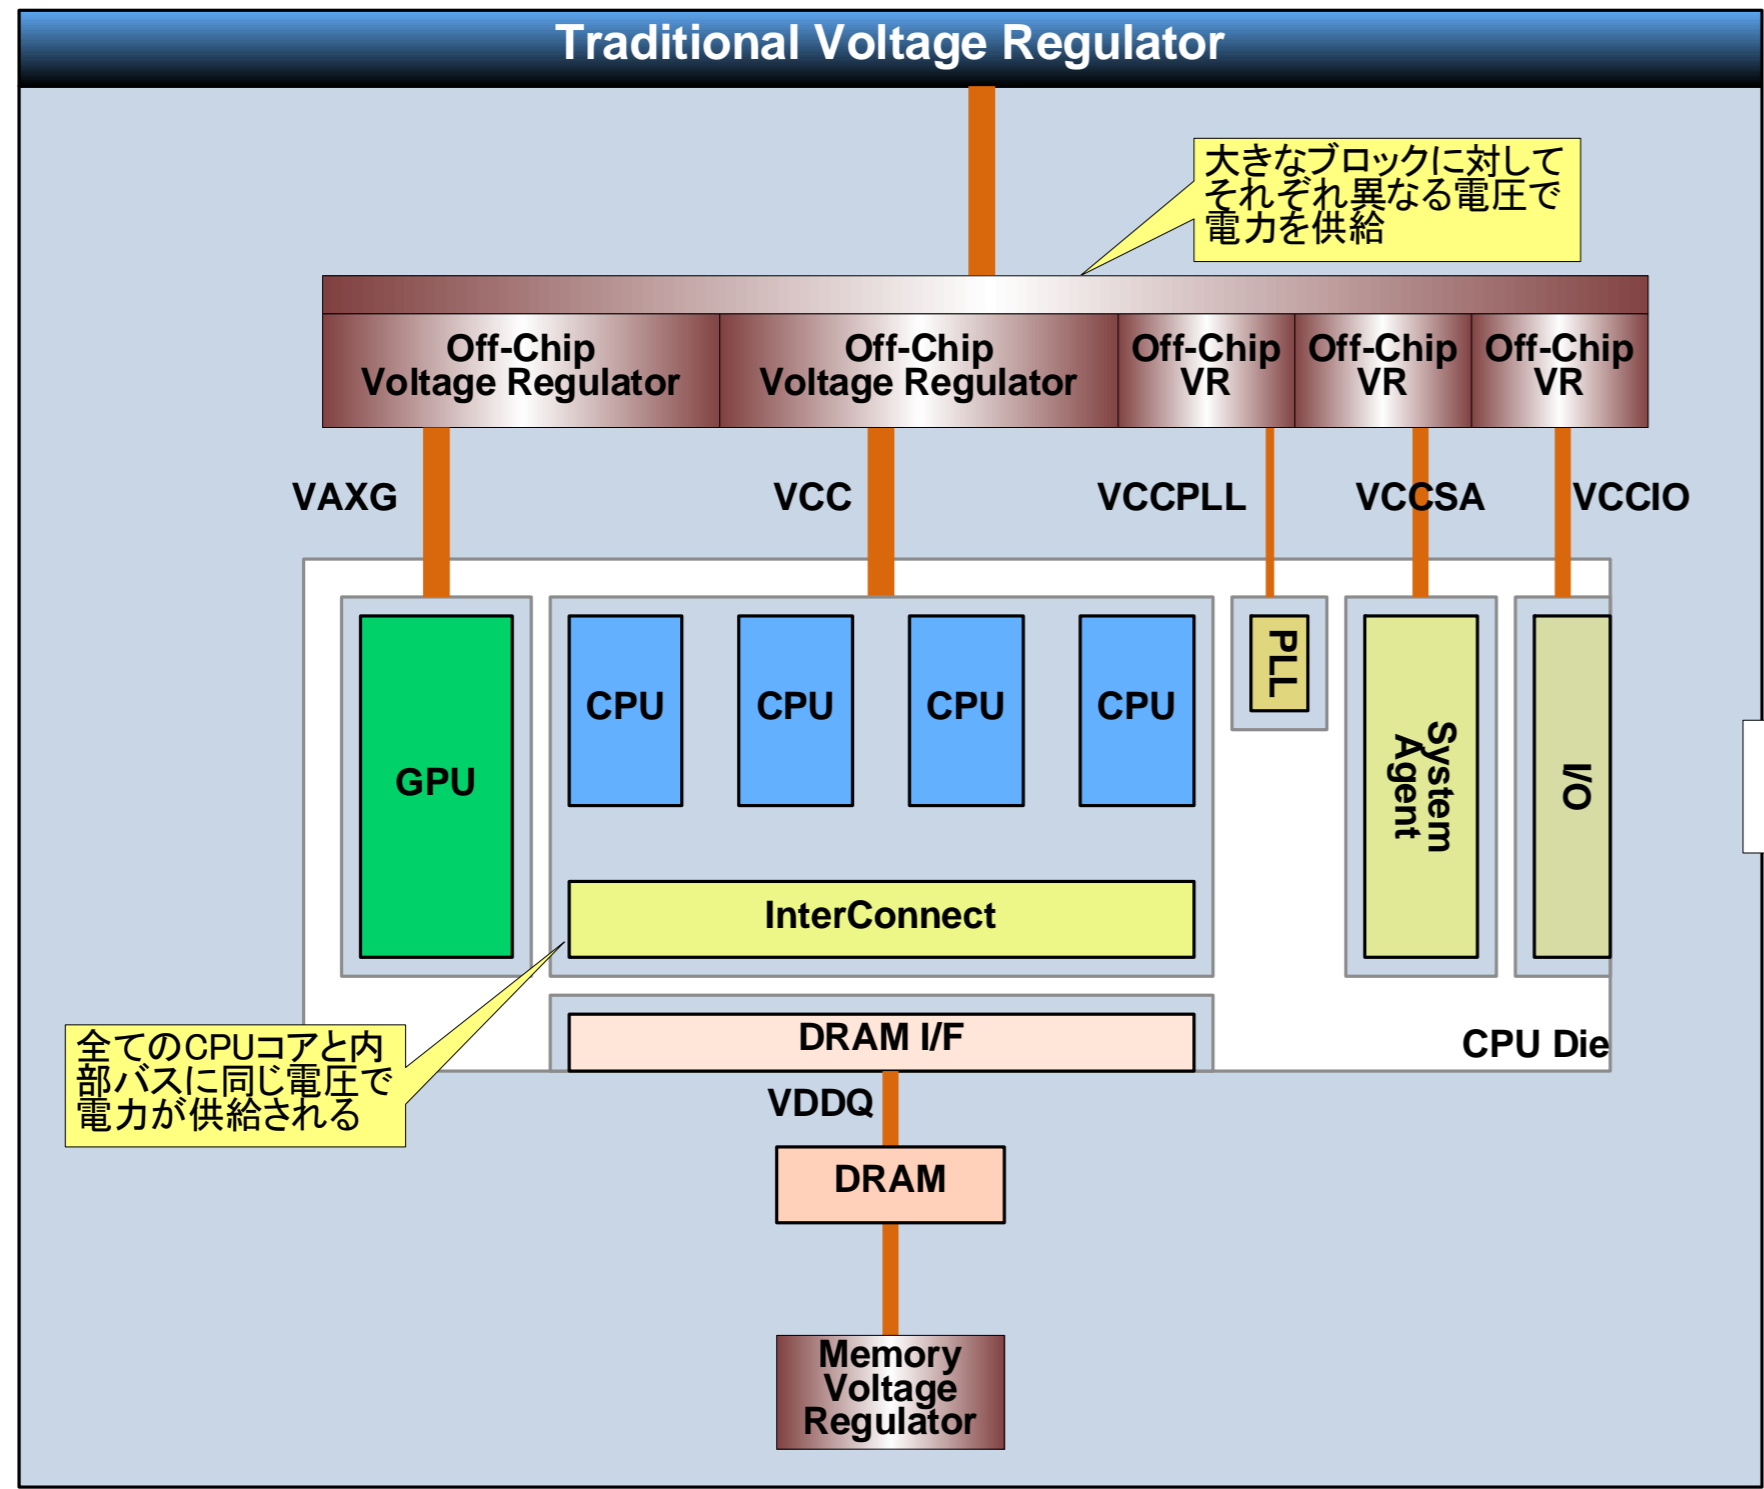 Traditional Voltage Regulator
大きなブロックに対して
それぞれ異なる電圧で
電力を供給
Off-Chip
Voltage Regulator
Off-Chip
Voltage Regulator
Off-Chip
VR
Off-Chip
VR
Off-Chip
VR
VAXG
VCC
VCCPLL
VCCSA
VCCIO
GPU
CPU
CPU
CPU
CPU
PLL
System
Agent
I/O
InterConnect
DRAM I/F
CPU Die
全てのCPUコアと内
部バスに同じ電圧で
電力が供給される
VDDQ
DRAM
Memory
Voltage
Regulator